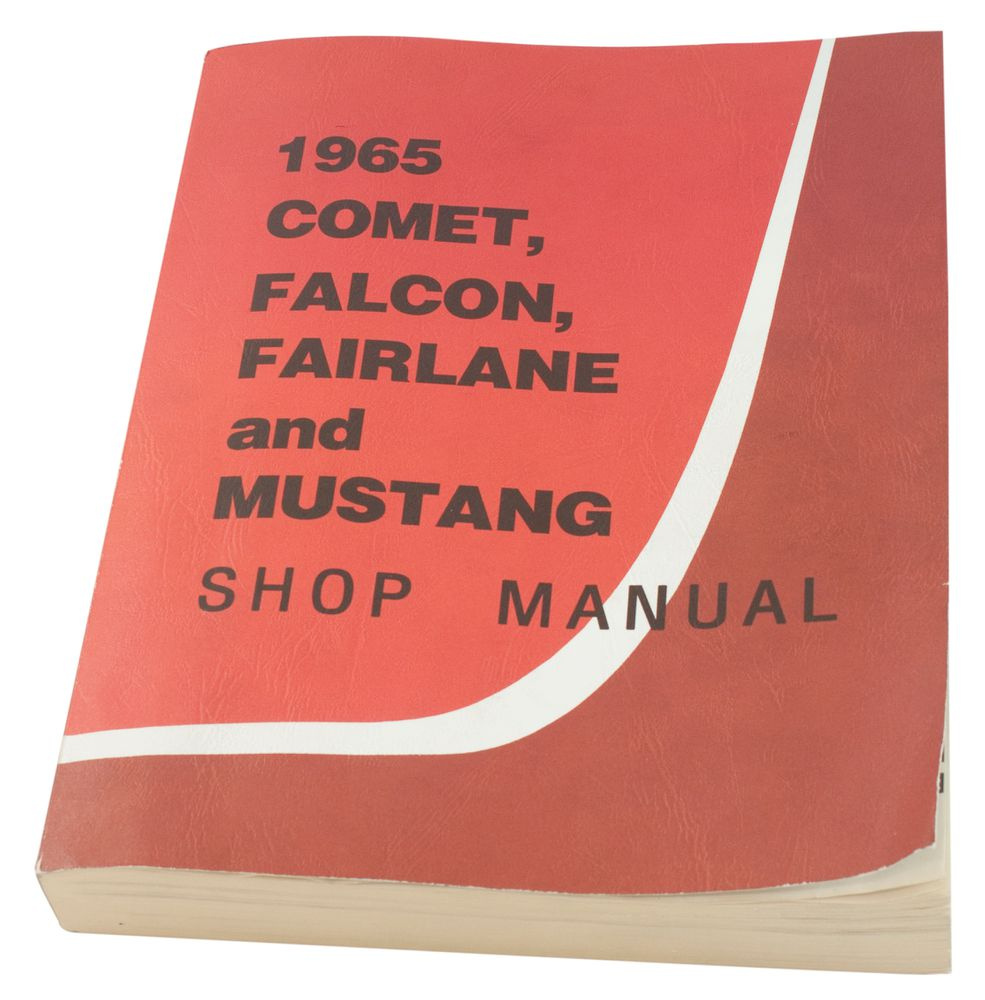 1965
COMET,
FALCON,
FAIRLANE
and
MUSTANG
SHOP MANUAL